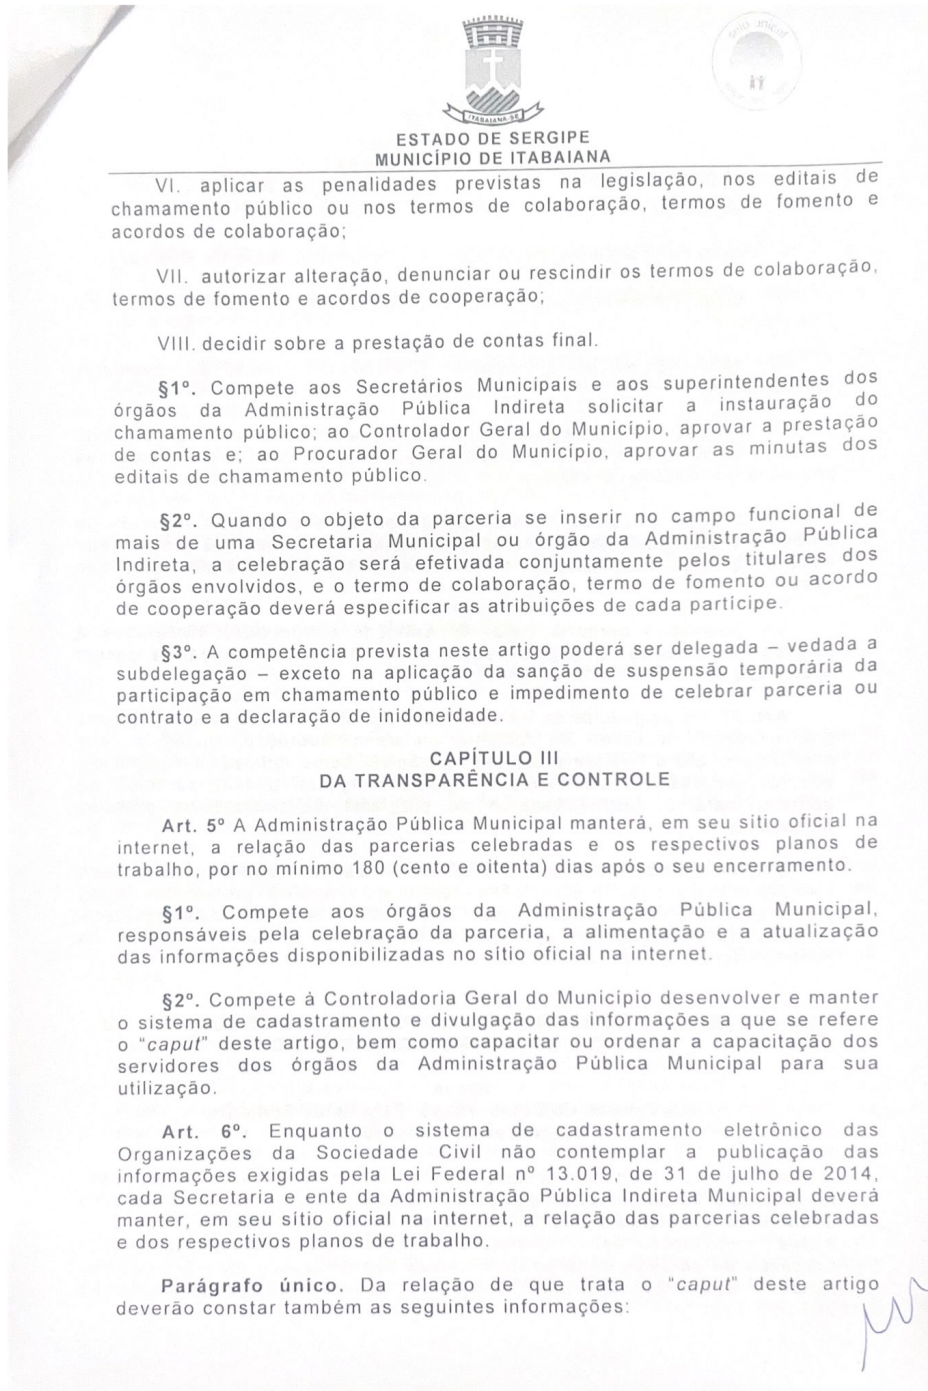 ITABAIANA-SE
ESTADO DE SERGIPE
MUNICÍPIO DE ITABAIANA
VI. aplicar as penalidades previstas na legislação, nos editais de
chamamento público ou nos termos de colaboração, termos de fomento e
acordos de colaboração;
VII. autorizar alteração, denunciar ou rescindir os termos de colaboração,
termos de fomento e acordos de cooperação;
VIII. decidir sobre a prestação de contas final.
§1º. Compete aos Secretários Municipais e aos superintendentes dos
órgãos da Administração Pública Indireta solicitar a instauração do
chamamento público; ao Controlador Geral do Município, aprovar a prestação
de contas e; ao Procurador Geral do Município, aprovar as minutas dos
editais de chamamento público.
§2º. Quando o objeto da parceria se inserir no campo funcional de
mais de uma Secretaria Municipal ou órgão da Administração Pública
Indireta, a celebração será efetivada conjuntamente pelos titulares dos
órgãos envolvidos, e o termo de colaboração, termo de fomento ou acordo
de cooperação deverá especificar as atribuições de cada partícipe.
§3º. A competência prevista neste artigo poderá ser delegada – vedada a
subdelegação – exceto na aplicação da sanção de suspensão temporária da
participação em chamamento público e impedimento de celebrar parceria ou
contrato e a declaração de inidoneidade.
CAPÍTULO III
DA TRANSPARÊNCIA E CONTROLE
Art. 5º A Administração Pública Municipal manterá, em seu sítio oficial na
internet, a relação das parcerias celebradas e os respectivos planos de
trabalho, por no mínimo 180 (cento e oitenta) dias após o seu encerramento.
§1º. Compete aos órgãos da Administração Pública Municipal,
responsáveis pela celebração da parceria, a alimentação e a atualização
das informações disponibilizadas no sítio oficial na internet.
§2º. Compete à Controladoria Geral do Município desenvolver e manter
o sistema de cadastramento e divulgação das informações a que se refere
o "caput" deste artigo, bem como capacitar ou ordenar a capacitação dos
servidores dos órgãos da Administração Pública Municipal para sua
utilização.
Art. 6º. Enquanto o sistema de cadastramento eletrônico das
Organizações da Sociedade Civil não contemplar a publicação das
informações exigidas pela Lei Federal nº 13.019, de 31 de julho de 2014,
cada Secretaria e ente da Administração Pública Indireta Municipal deverá
manter, em seu sítio oficial na internet, a relação das parcerias celebradas
e dos respectivos planos de trabalho.
Parágrafo único. Da relação de que trata o "caput" deste artigo
deverão constar também as seguintes informações: